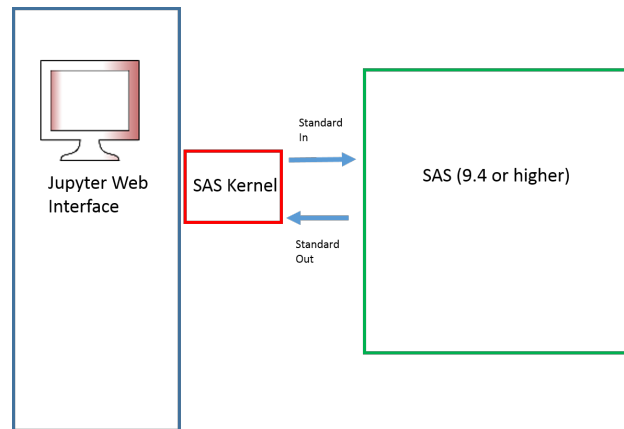 Jupyter Web
Interface
SAS Kernel
Standard
In
Standard
Out
SAS (9.4 or higher)